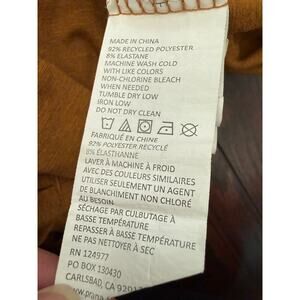 MADE IN CHINA
92% RECYCLED POLYESTER
8% ELASTANE
MACHINE WASH COLD
WITH LIKE COLORS
NON-CHLORINE BLEACH
WHEN NEEDED
TUMBLE DRY LOW
IRON LOW
DO NOT DRY CLEAN
FABRIQUÉ EN CHINE
92% POLYESTER RECYCLÉ
8% ÉLASTHANNE
LAVER À MACHINE À FROID
AVEC DES COULEURS SIMILAIRES
UTILISER SEULEMENT UN AGENT
DE BLANCHIMENT NON CHLORÉ
AU BESOIN
SÉCHAGE PAR CULBUTAGE À
BASSE TEMPÉRATURE
REPASSER À BASSE TEMPÉRATURE
NE PAS NETTOYER À SEC
RN 124977
PO BOX 130430
CARLSBAD, CA